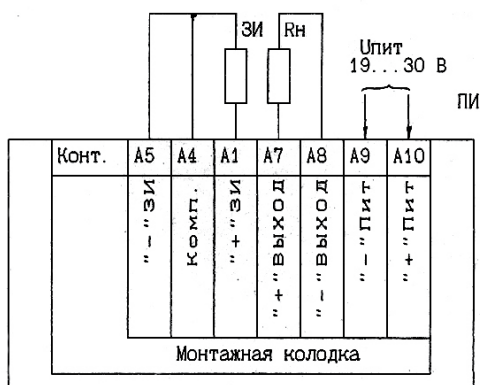 ЗИ Rн
Uпит
19...30 В
ПИ
Конт. А5 А4 А1 А7 А8 А9 А10
"-"ЗИ
Комп.
"+"ЗИ
"+"ВЫХОД
"-"ВЫХОД
"-"Пит
"+"Пит
Монтажная колодка